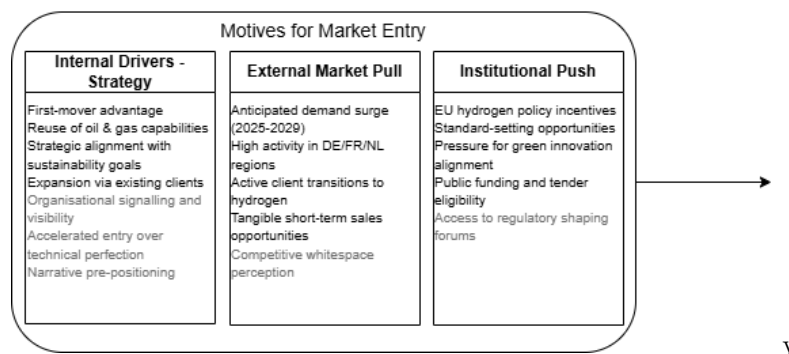 Motives for Market Entry
Internal Drivers -
Strategy
First-mover advantage
Reuse of oil & gas capabilities
Strategic alignment with
sustainability goals
Expansion via existing clients
Organisational signalling and
visibility
Accelerated entry over
technical perfection
Narrative pre-positioning
External Market Pull
Anticipated demand surge
(2025-2029)
High activity in DE/FR/NL
regions
Active client transitions to
hydrogen
Tangible short-term sales
opportunities
Competitive whitespace
perception
Institutional Push
EU hydrogen policy incentives
Standard-setting opportunities
Pressure for green innovation
alignment
Public funding and tender
eligibility
Access to regulatory shaping
forums